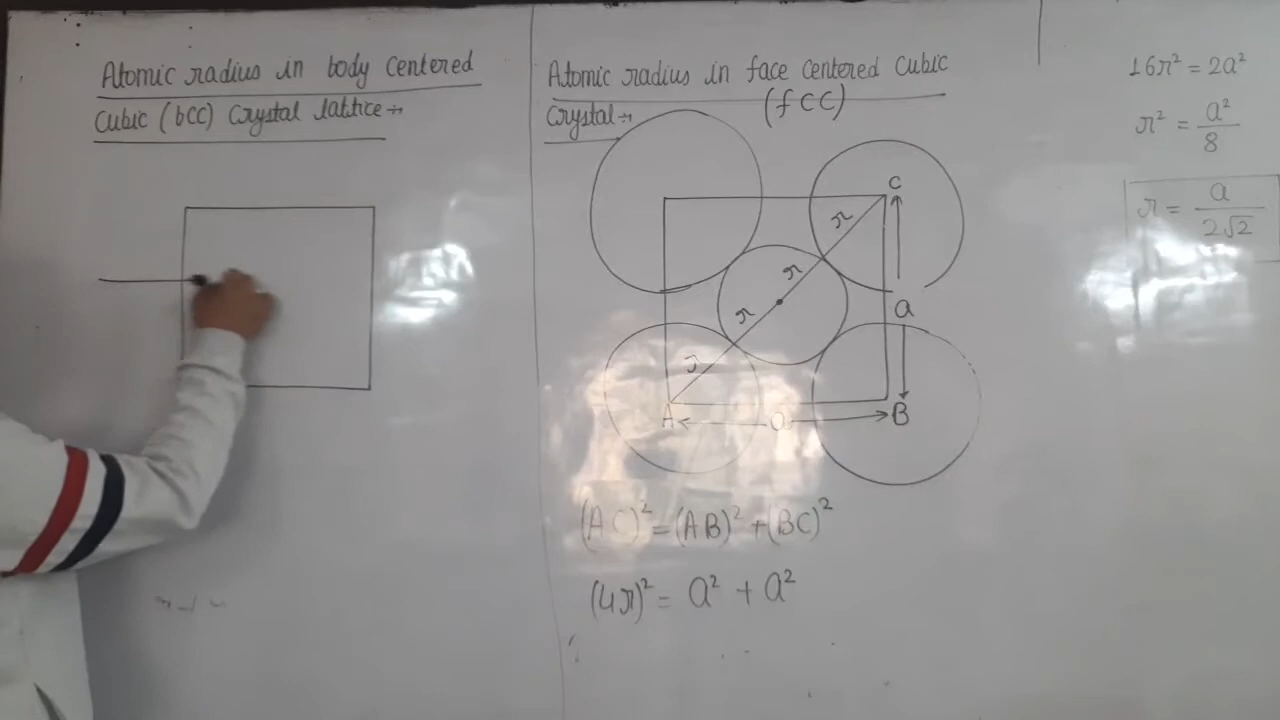 Atomic radius in body Centered
Cubic (bcc) Crystal lattice →
Atomic radius in face Centered Cubic
(fcc)
Crystal →
C
r
r
r
r
a
A
a
B
(AC)² = (AB)² + (BC)²
(4r)² = a² + a²
16r² = 2a²
r² = a²/8
r = a/2√2